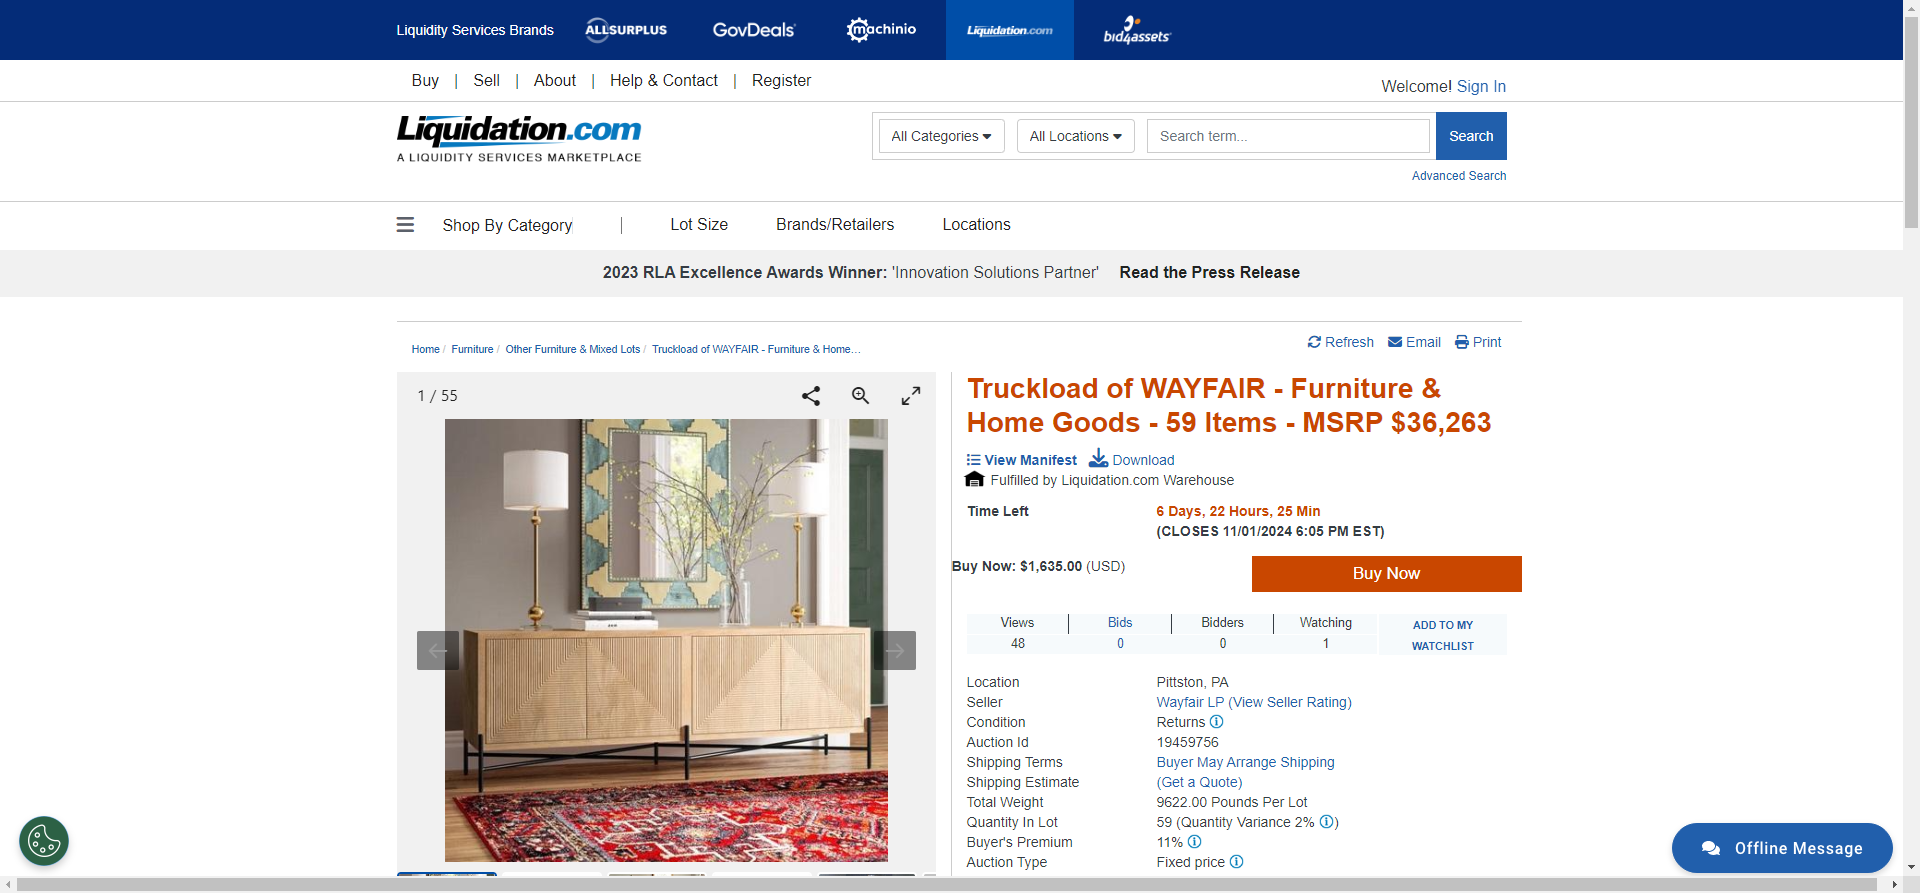 Liquidity Services Brands
ALLSURPLUS
GovDeals
machinio
Liquidation.com
bid4assets
Buy | Sell | About | Help & Contact | Register
Welcome! Sign In
Liquidation.com
A LIQUIDITY SERVICES MARKETPLACE
All Categories
All Locations
Search term...
Search
Advanced Search
Shop By Category | Lot Size Brands/Retailers Locations
2023 RLA Excellence Awards Winner: 'Innovation Solutions Partner' Read the Press Release
Home / Furniture / Other Furniture & Mixed Lots / Truckload of WAYFAIR - Furniture & Home…
Refresh Email Print
1 / 55
Truckload of WAYFAIR - Furniture &
Home Goods - 59 Items - MSRP $36,263
View Manifest Download
Fulfilled by Liquidation.com Warehouse
Time Left 6 Days, 22 Hours, 25 Min
(CLOSES 11/01/2024 6:05 PM EST)
Buy Now: $1,635.00 (USD)
Buy Now
Views Bids Bidders Watching
48 0 0 1
ADD TO MY
WATCHLIST
Location Pittston, PA
Seller Wayfair LP (View Seller Rating)
Condition Returns
Auction Id 19459756
Shipping Terms Buyer May Arrange Shipping
Shipping Estimate (Get a Quote)
Total Weight 9622.00 Pounds Per Lot
Quantity In Lot 59 (Quantity Variance 2% )
Buyer's Premium 11%
Auction Type Fixed price
Offline Message